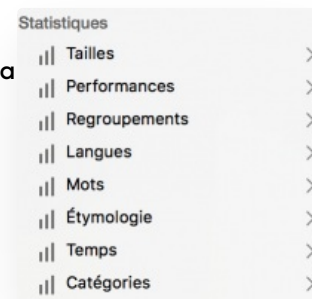 Statistiques
Tailles
a
Performances
Regroupements
Langues
Mots
Étymologie
Temps
Catégories